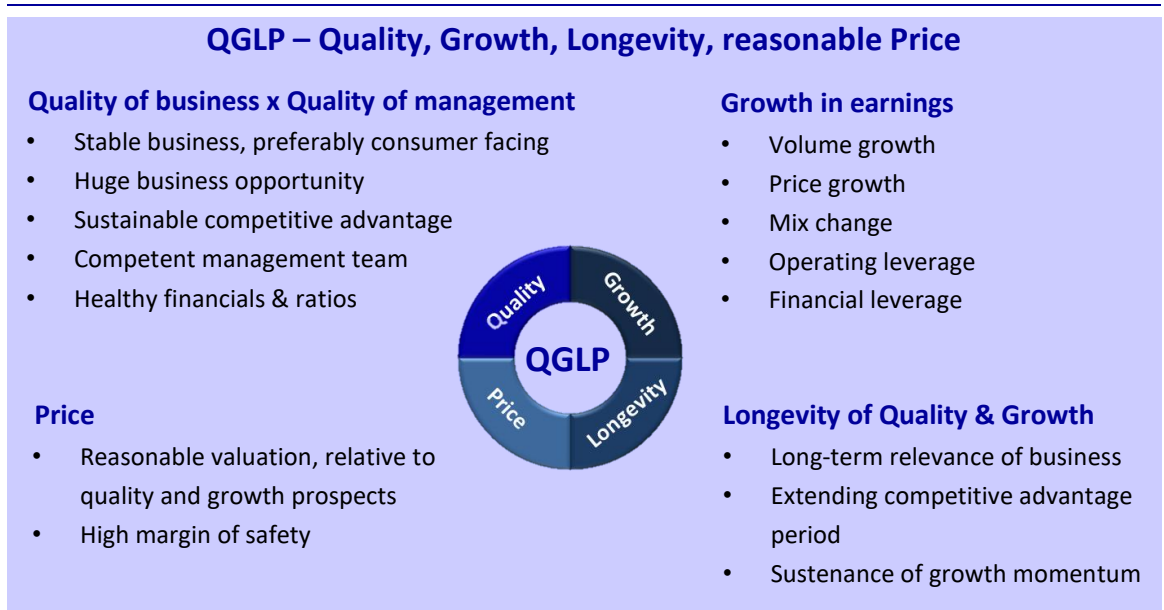 QGLP – Quality, Growth, Longevity, reasonable Price
Quality of business x Quality of management
• Stable business, preferably consumer facing
• Huge business opportunity
• Sustainable competitive advantage
• Competent management team
• Healthy financials & ratios
Growth in earnings
• Volume growth
• Price growth
• Mix change
• Operating leverage
• Financial leverage
Quality
Growth
QGLP
Price
Longevity
Price
• Reasonable valuation, relative to
quality and growth prospects
• High margin of safety
Longevity of Quality & Growth
• Long-term relevance of business
• Extending competitive advantage
period
• Sustenance of growth momentum